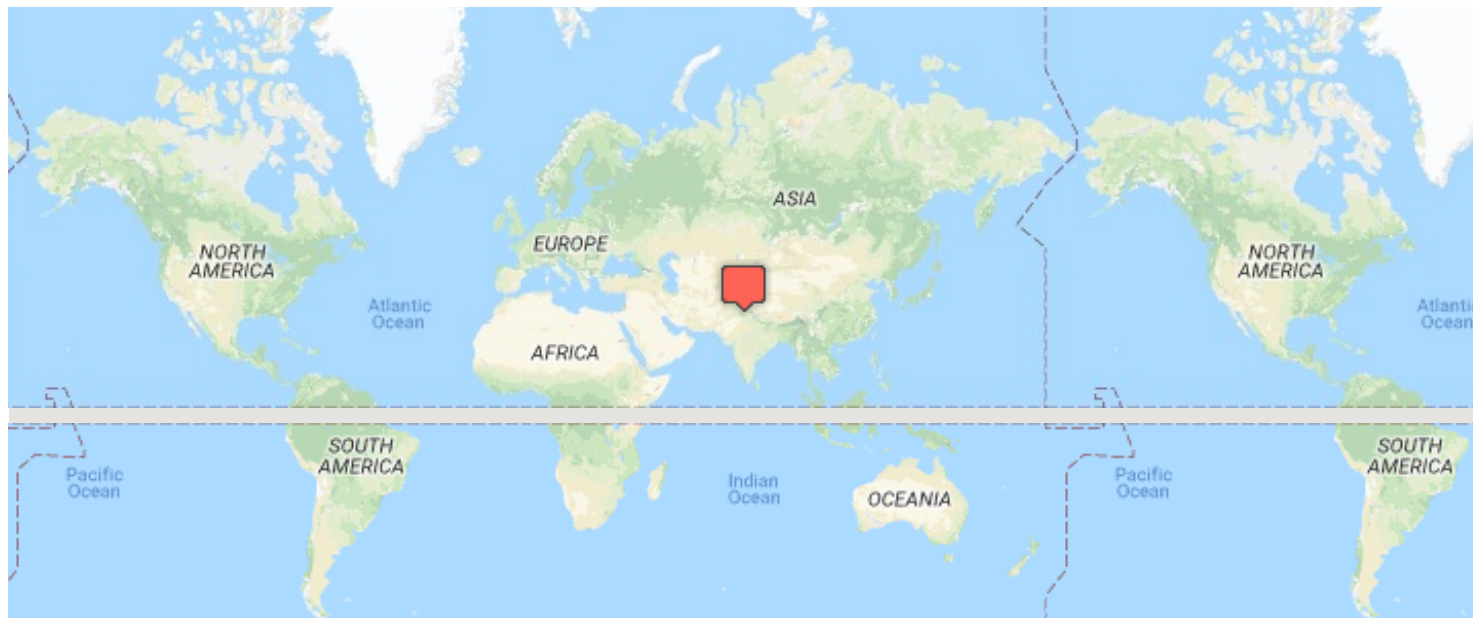 ASIA
NORTH
AMERICA
EUROPE
NORTH
AMERICA
Atlantic
Ocean
Atlanti
Ocean
AFRICA
SOUTH
AMERICA
SOUTH
AMERICA
Pacific
Ocean
Indian
Ocean
OCEANIA
Pacific
Ocean